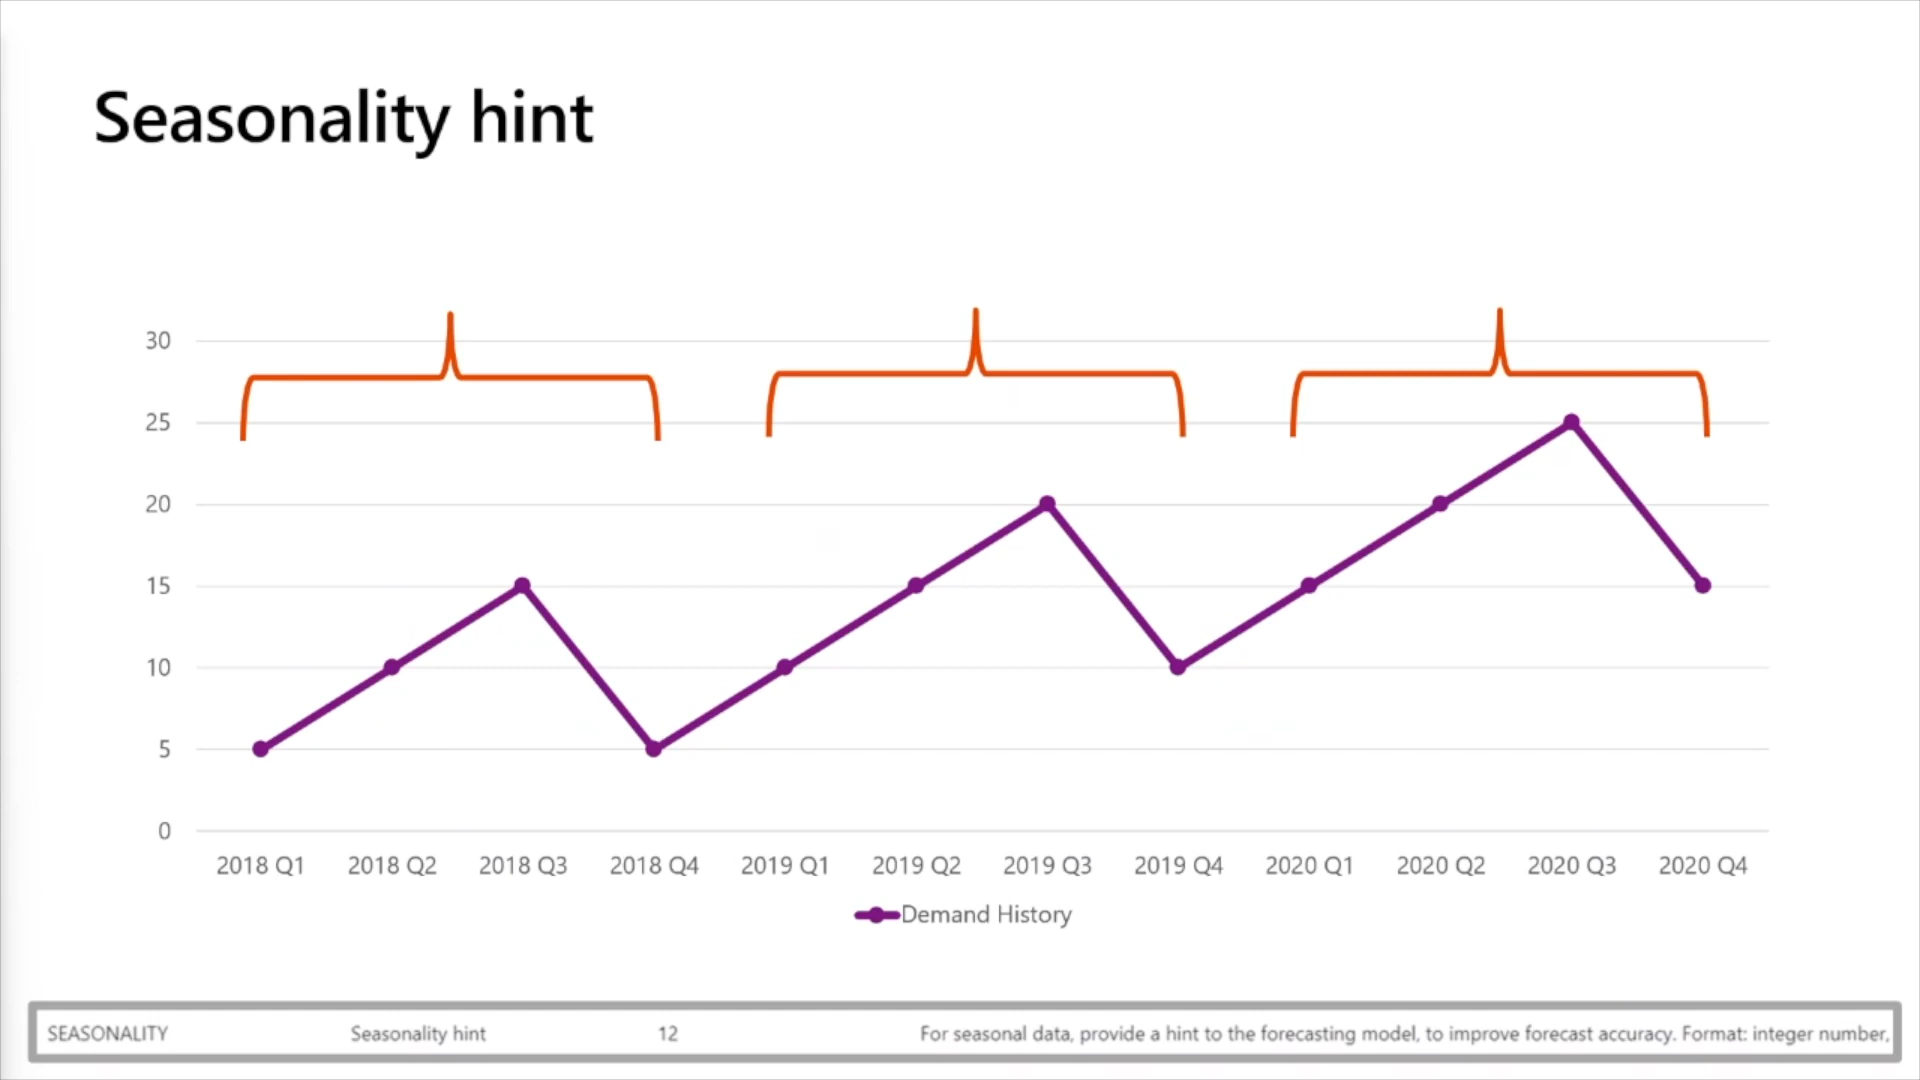 Seasonality hint
30
25
20
15
10
5
0
2018 Q1 2018 Q2 2018 Q3 2018 Q4 2019 Q1 2019 Q2 2019 Q3 2019 Q4 2020 Q1 2020 Q2 2020 Q3 2020 Q4
Demand History
SEASONALITY Seasonality hint 12 For seasonal data, provide a hint to the forecasting model, to improve forecast accuracy. Format: integer number,